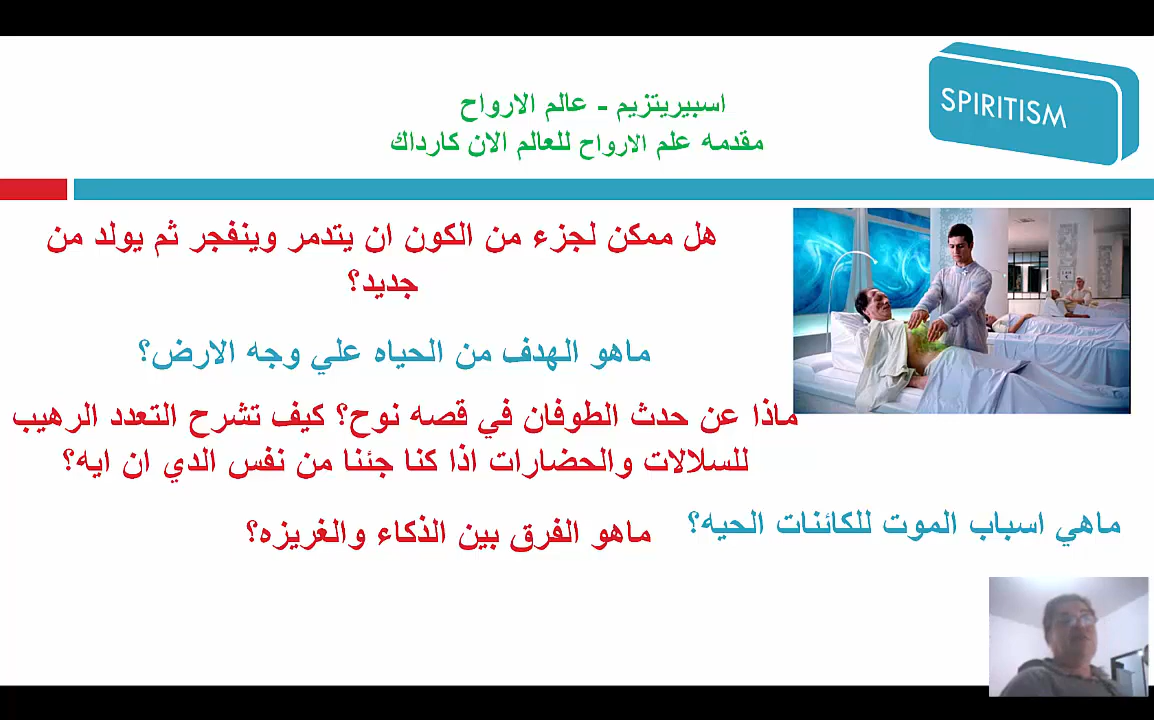 SPIRITISM
اسبيريتزيم - عالم الارواح
مقدمه علم الارواح للعالم الان كارداك
هل ممكن لجزء من الكون ان يتدمر وينفجر ثم يولد من
جديد؟
ماهو الهدف من الحياه علي وجه الارض؟
ماذا عن حدث الطوفان في قصه نوح؟ كيف تشرح التعدد الرهيب
للسلالات والحضارات اذا كنا جئنا من نفس الدي ان ايه؟
ماهي اسباب الموت للكائنات الحيه؟
ماهو الفرق بين الذكاء والغريزه؟